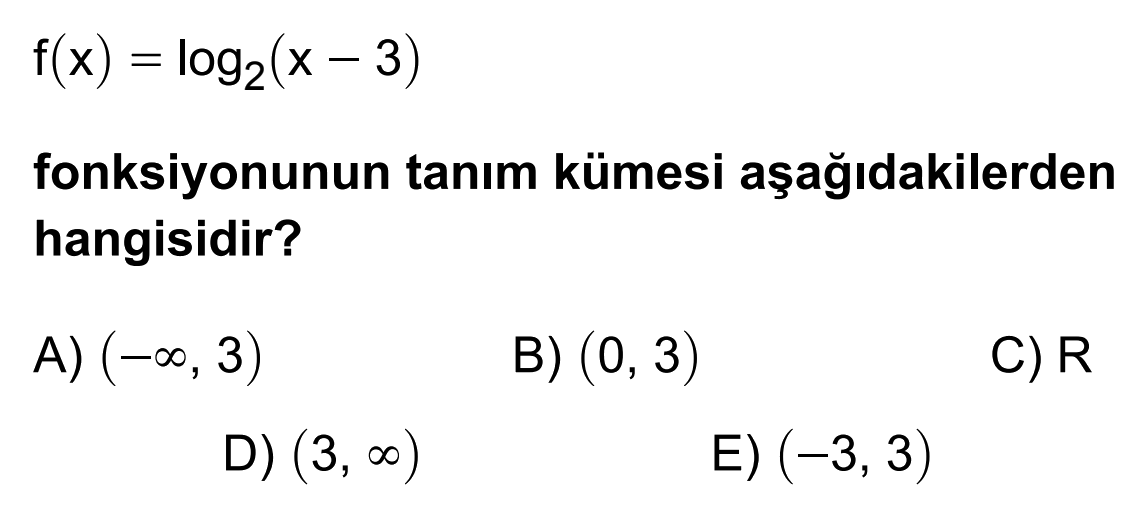 f(x) = log₂(x – 3)
fonksiyonunun tanım kümesi aşağıdakilerden
hangisidir?
A) (–∞, 3) B) (0, 3) C) R
D) (3, ∞) E) (–3, 3)